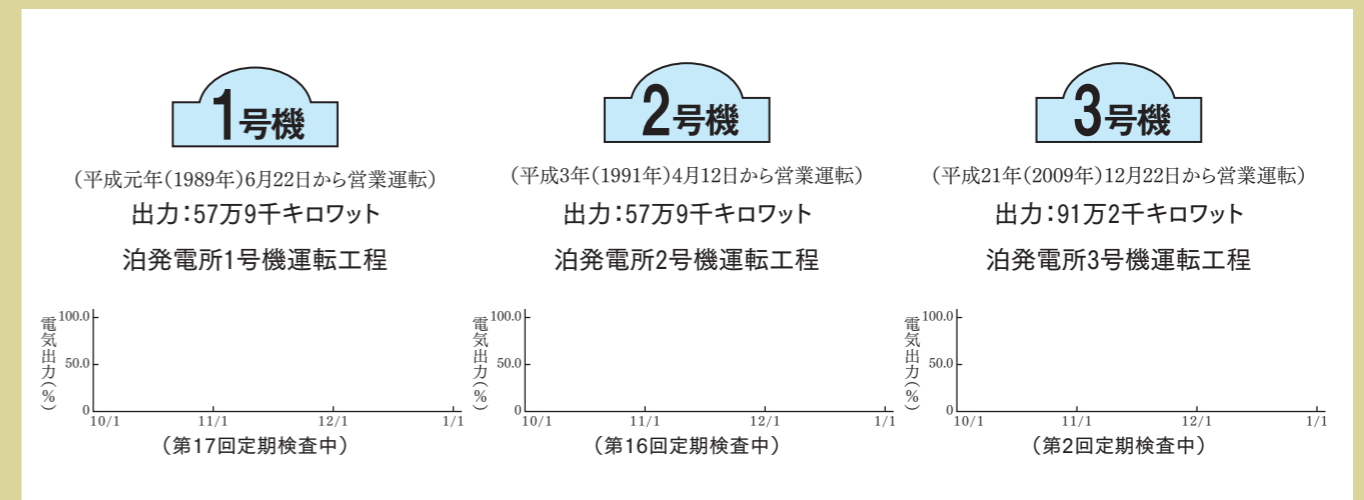 1号機
(平成元年(1989年)6月22日から営業運転)
出力:57万9千キロワット
泊発電所1号機運転工程
電気出力(%)
100.0
50.0
0
10/1 11/1 12/1 1/1
(第17回定期検査中)
2号機
(平成3年(1991年)4月12日から営業運転)
出力:57万9千キロワット
泊発電所2号機運転工程
電気出力(%)
100.0
50.0
0
10/1 11/1 12/1 1/1
(第16回定期検査中)
3号機
(平成21年(2009年)12月22日から営業運転)
出力:91万2千キロワット
泊発電所3号機運転工程
電気出力(%)
100.0
50.0
0
10/1 11/1 12/1 1/1
(第2回定期検査中)